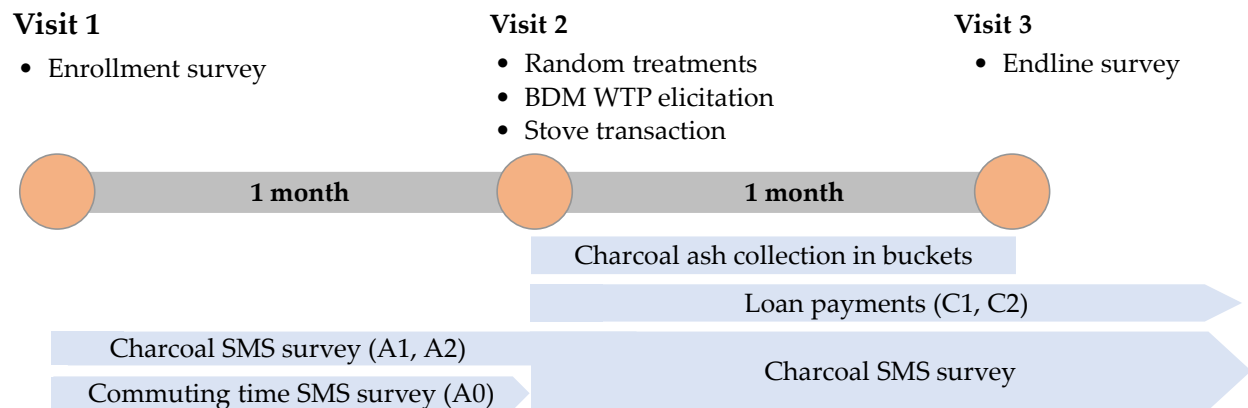 Visit 1
• Enrollment survey
Visit 2
• Random treatments
• BDM WTP elicitation
• Stove transaction
Visit 3
• Endline survey
1 month
1 month
Charcoal ash collection in buckets
Loan payments (C1, C2)
Charcoal SMS survey (A1, A2)
Commuting time SMS survey (A0)
Charcoal SMS survey